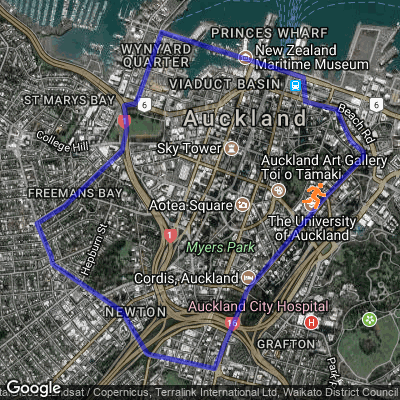 PRINCES WHARF
WYNYARD
QUARTER
New Zealand
Maritime Museum
VIADUCT BASIN
ST MARYS BAY
6
6
Beach Rd
Auckland
College Hill
Sky Tower
Auckland Art Gallery
Toi o Tāmaki
FREEMANS BAY
Aotea Square
The University
of Auckland
Hepburn St
1
Myers Park
Cordis, Auckland
Auckland City Hospital
NEWTON
16
H
GRAFTON
Park R
Google
andsat / Copernicus, Terralink International Ltd, Waikato District Council